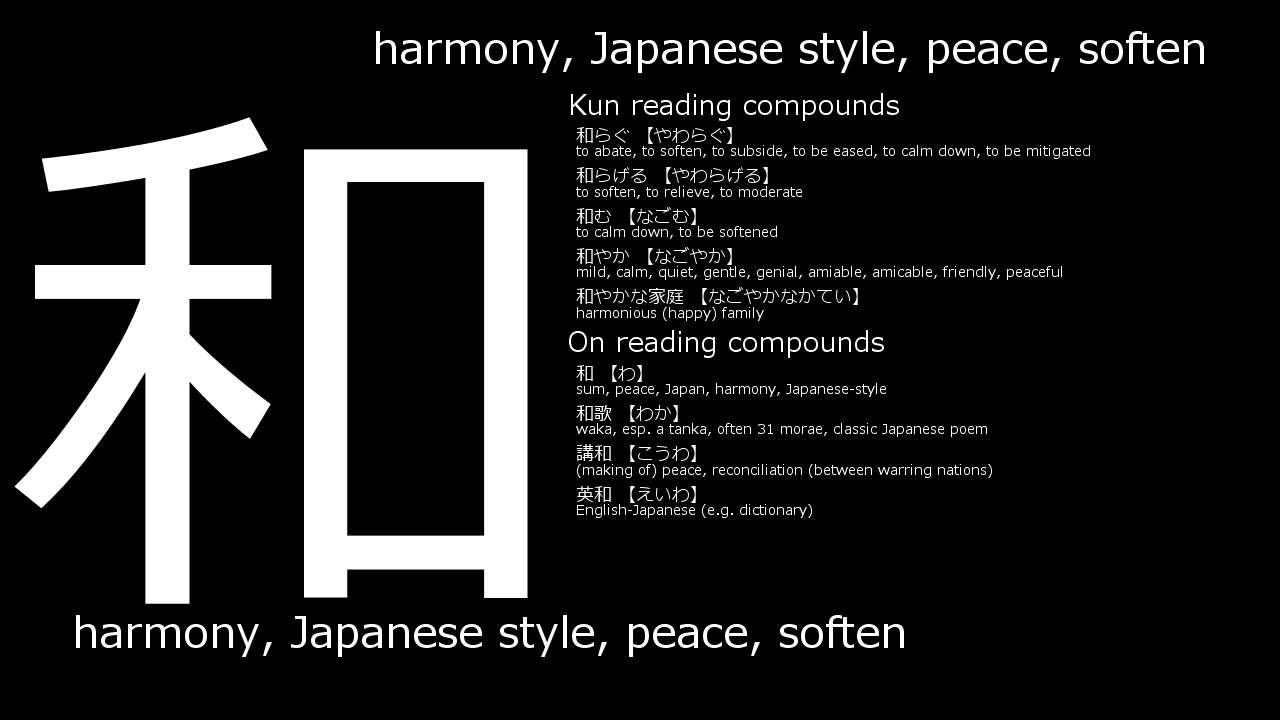 harmony, Japanese style, peace, soften
和
Kun reading compounds
和らぐ 【やわらぐ】
to abate, to soften, to subside, to be eased, to calm down, to be mitigated
和らげる 【やわらげる】
to soften, to relieve, to moderate
和む 【なごむ】
to calm down, to be softened
和やか 【なごやか】
mild, calm, quiet, gentle, genial, amiable, amicable, friendly, peaceful
和やかな家庭 【なごやかなかてい】
harmonious (happy) family
On reading compounds
和 【わ】
sum, peace, Japan, harmony, Japanese-style
和歌 【わか】
waka, esp. a tanka, often 31 morae, classic Japanese poem
講和 【こうわ】
(making of) peace, reconciliation (between warring nations)
英和 【えいわ】
English-Japanese (e.g. dictionary)
harmony, Japanese style, peace, soften